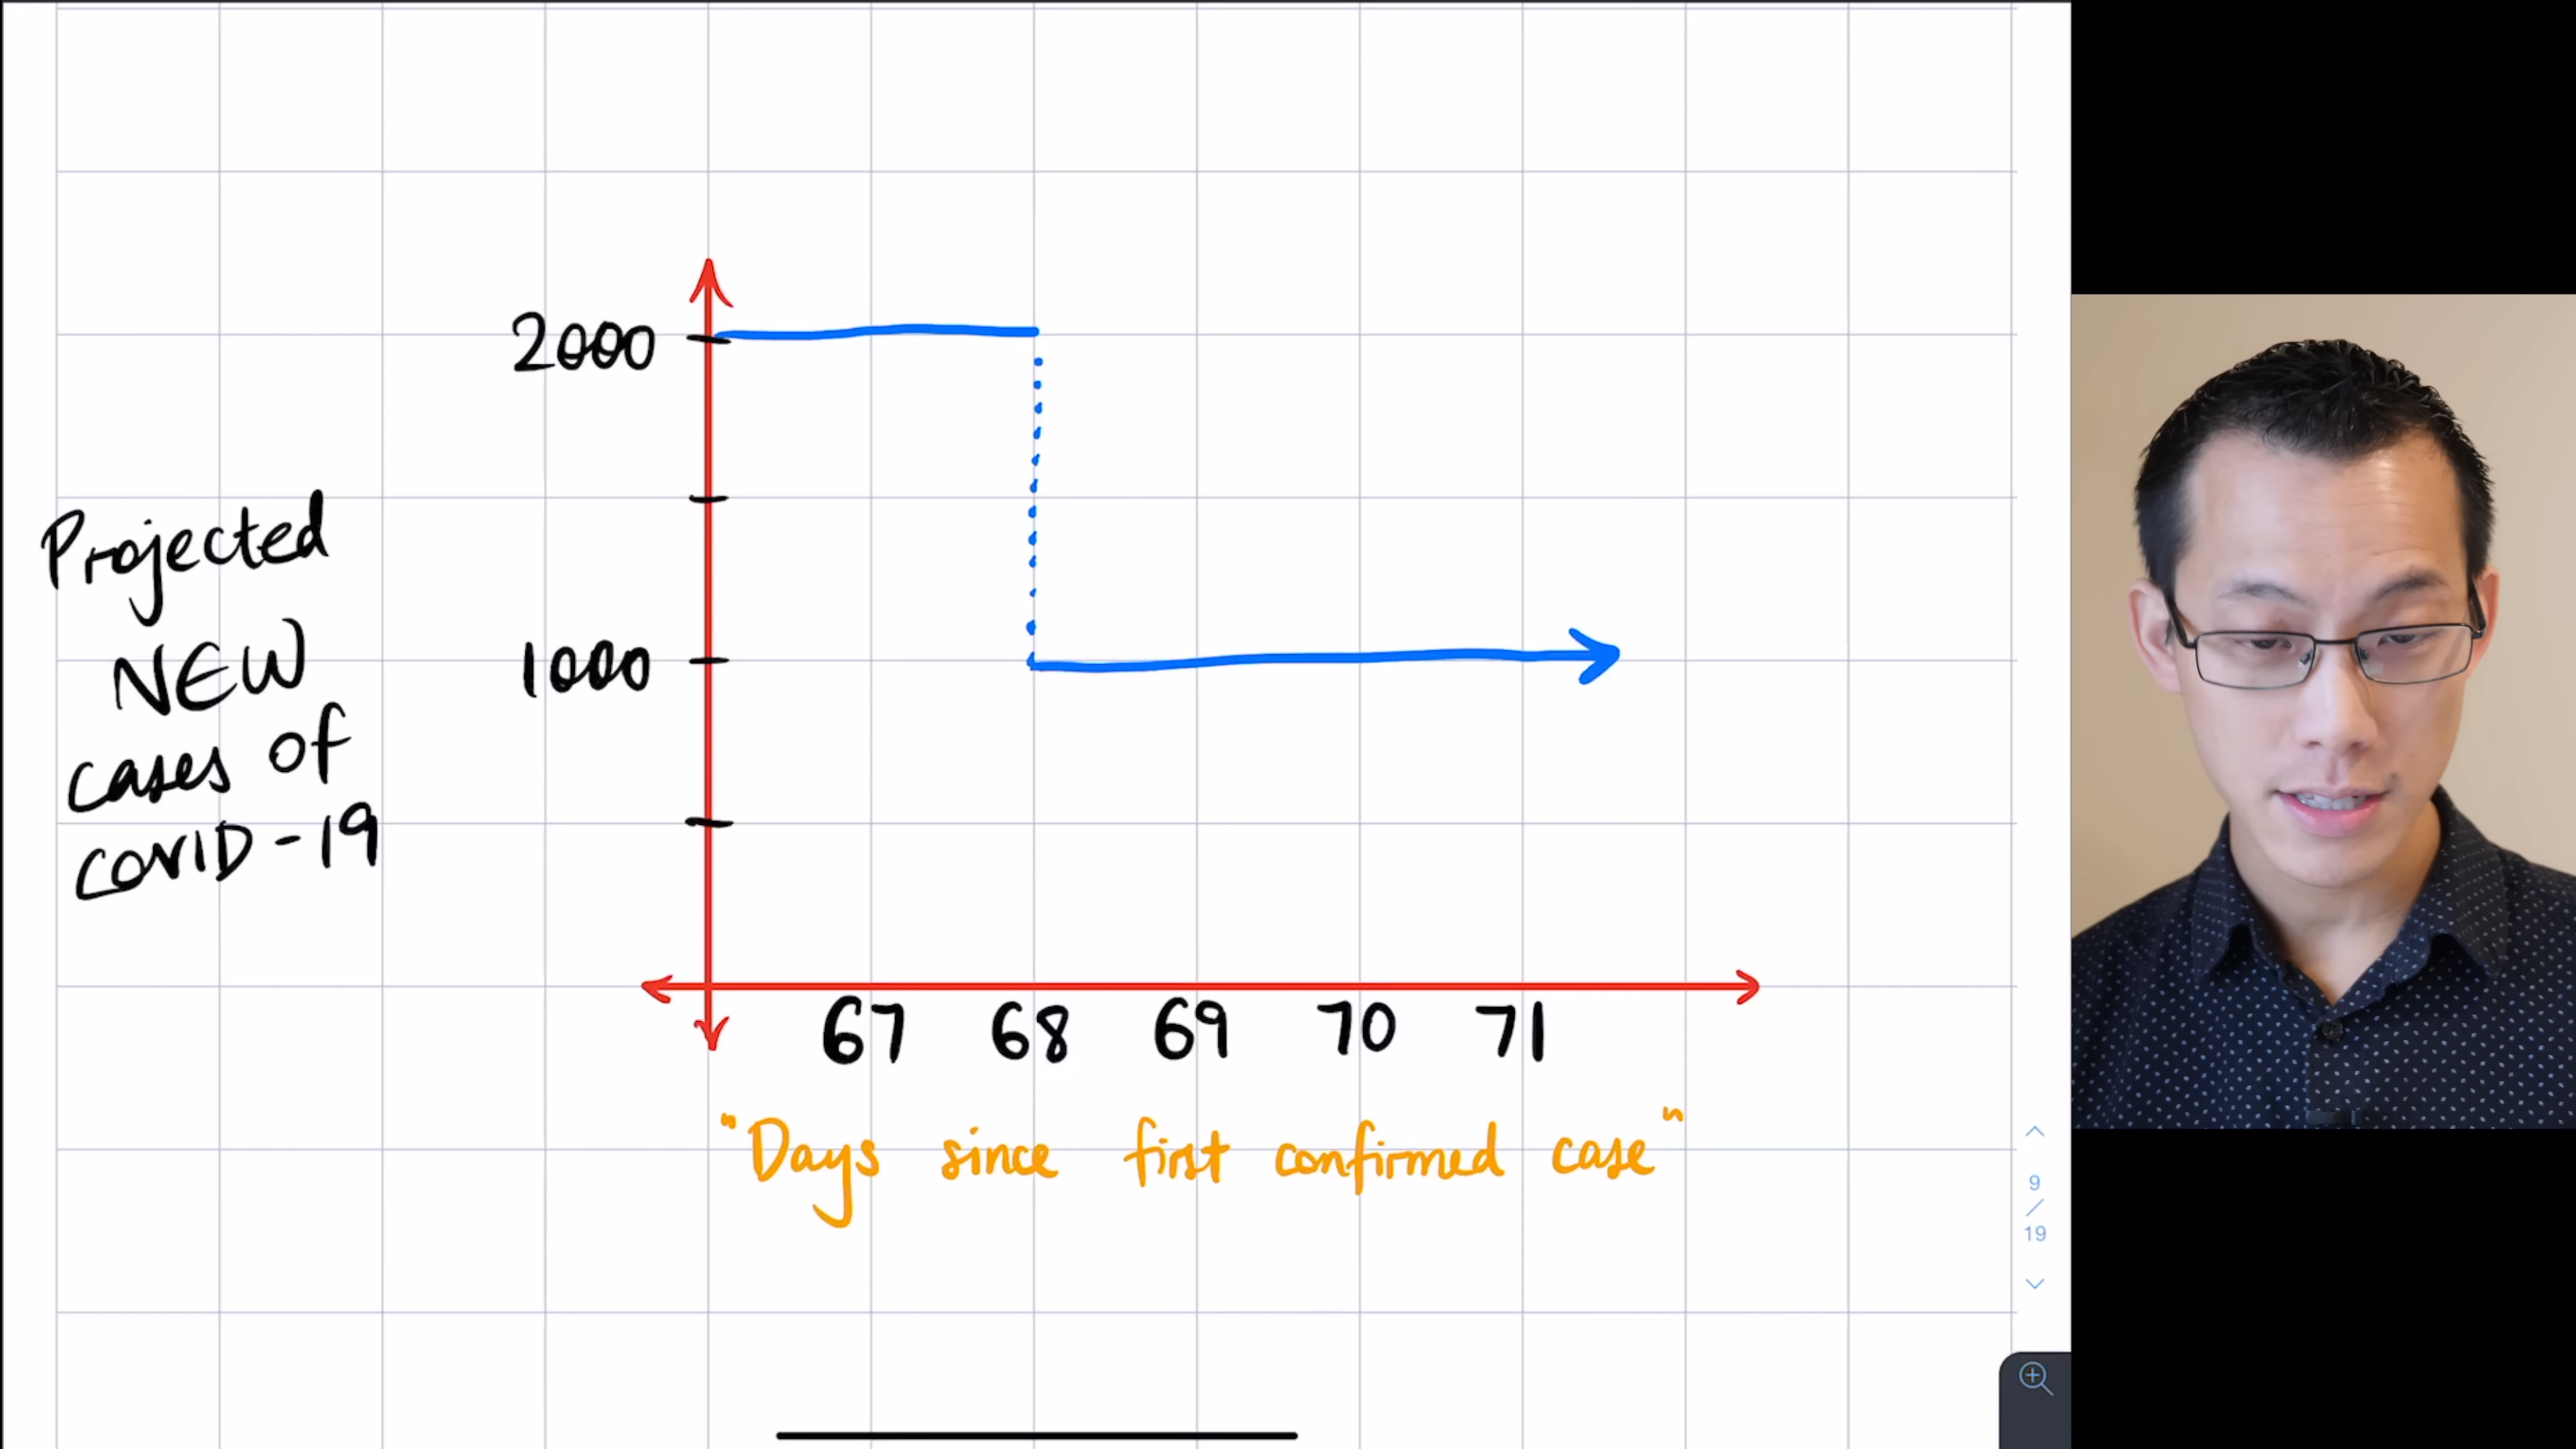 2000
Projected
NEW
cases of
COVID-19
1000
67 68 69 70 71
"Days since first confirmed case"
9
/
19